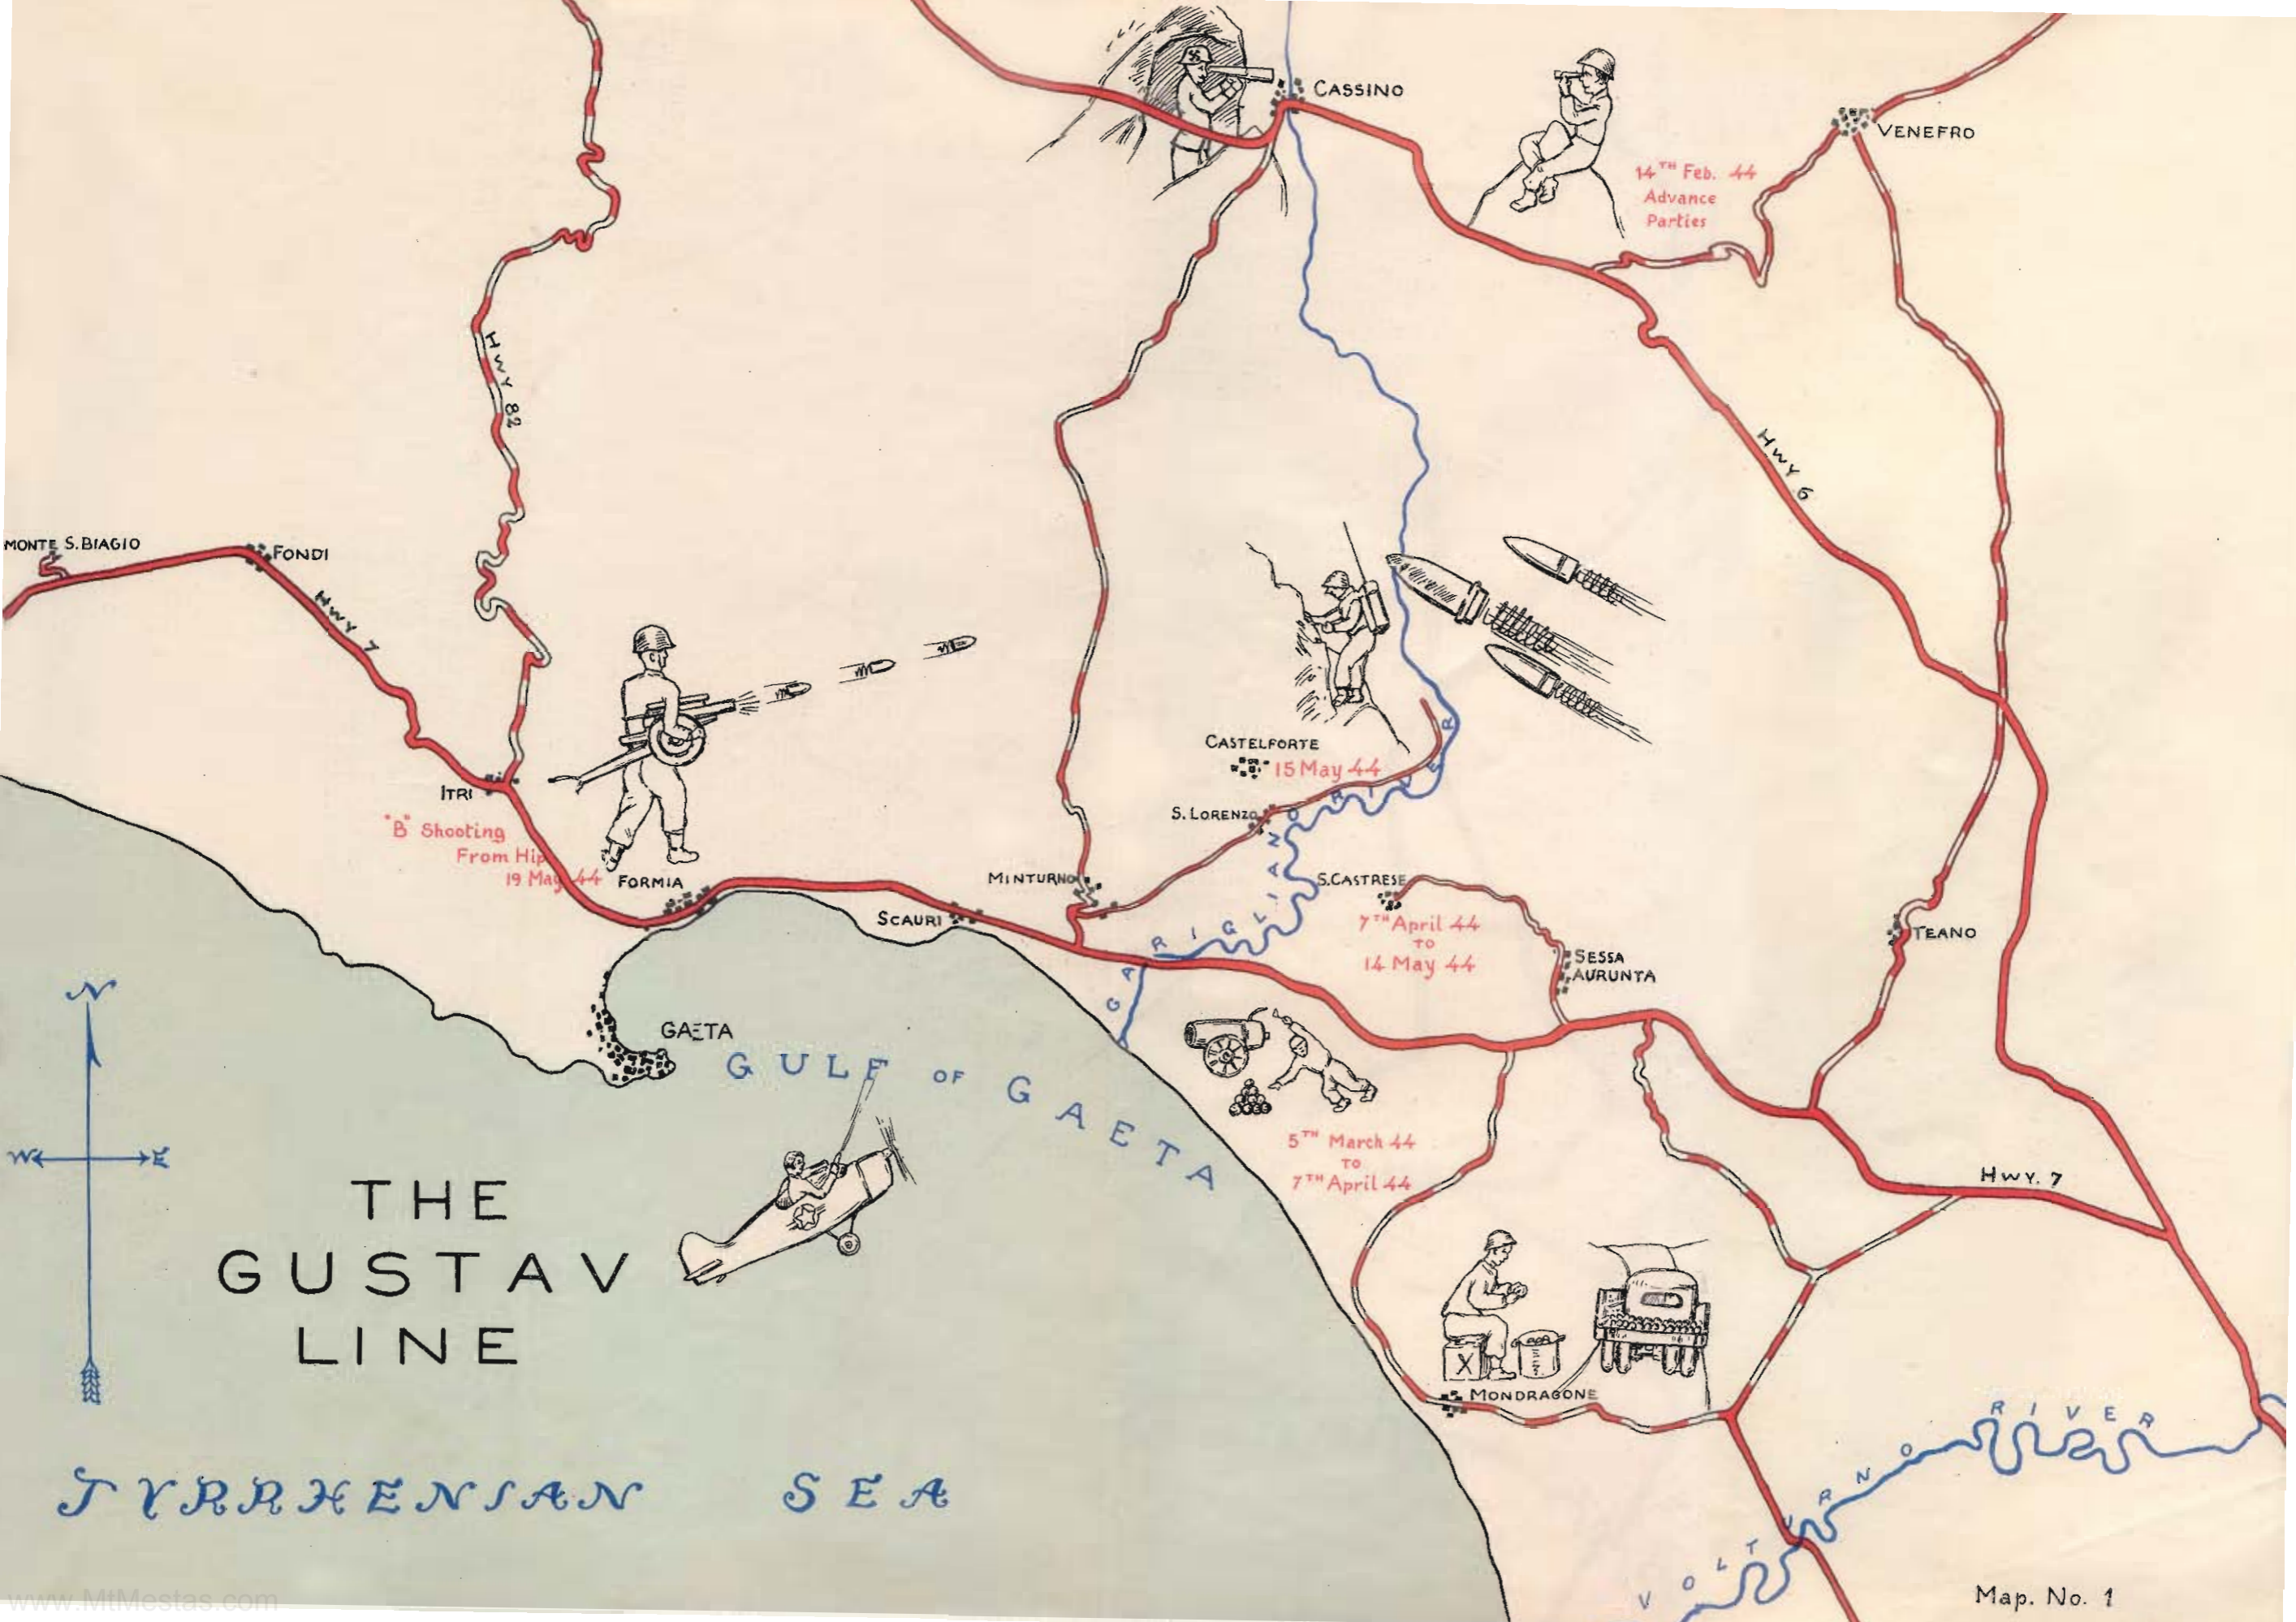 CASSINO
VENEFRO
14TH Feb. 44
Advance
Parties
HWY 82
HWY 6
MONTE S. BIAGIO
FONDI
HWY 7
CASTELFORTE
15 May 44
ITRI
S. LORENZO
"B" Shooting
From Hip
19 May 44
FORMIA
MINTURNO
S. CASTRESE
SCAURI
7TH April 44
TO
14 May 44
TEANO
SESSA
AURUNTA
GARIGLIANO RIVER
N
W E
GAETA
GULF OF GAETA
5TH March 44
TO
7TH April 44
HWY. 7
THE
GUSTAV
LINE
X
MONDRAGONE
VOLTURNO RIVER
TYRRHENIAN SEA
Map. No. 1
www.MtMestas.com